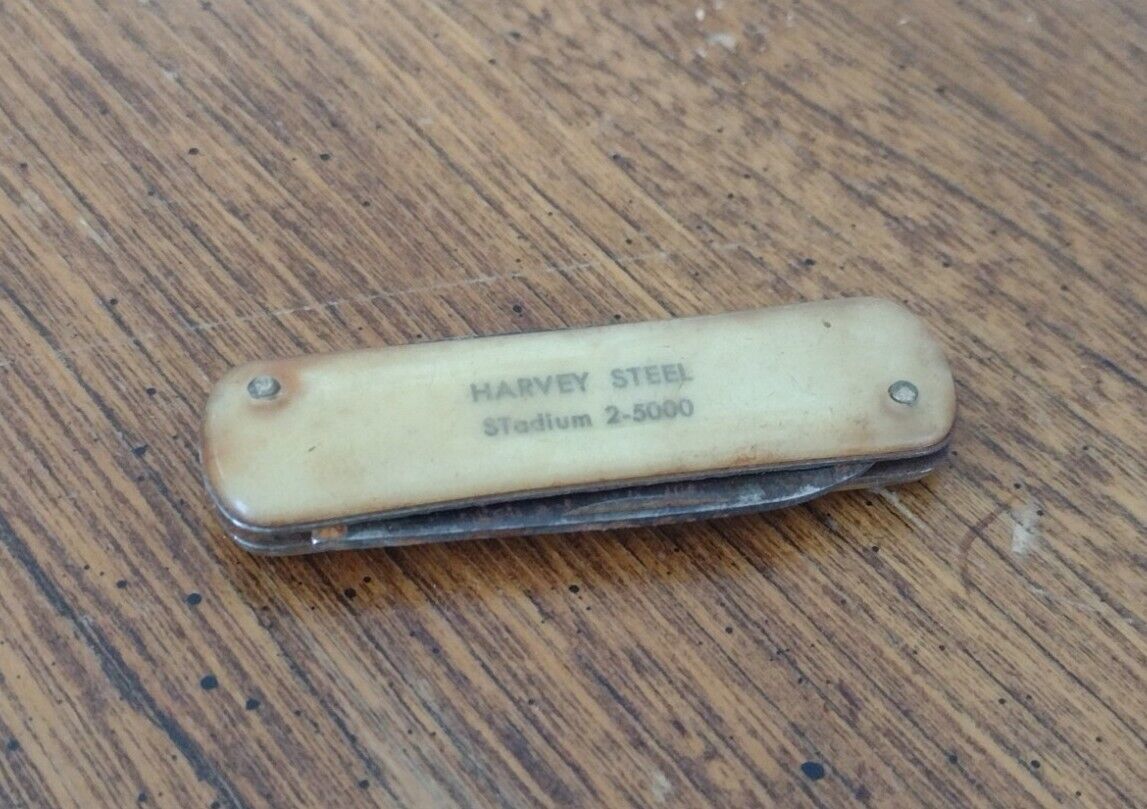 HARVEY STEEL
STadium 2-5000